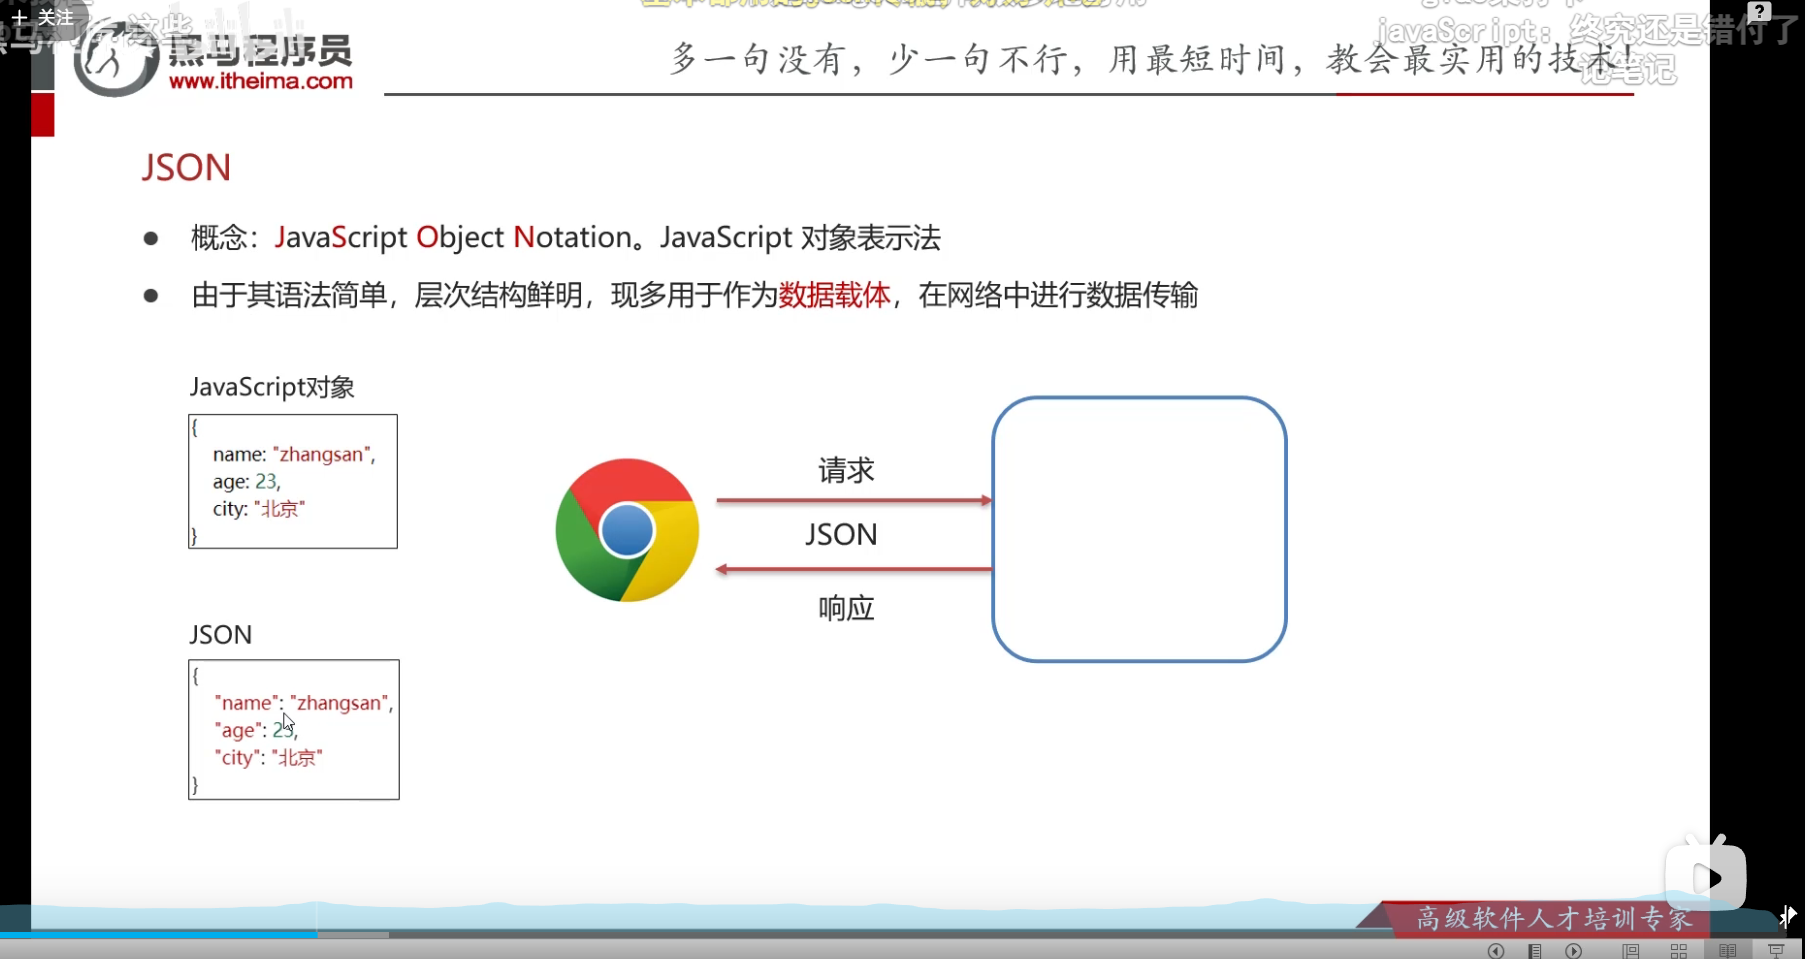 关注
黑马程序员
www.itheima.com
多一句没有，少一句不行，用最短时间，教会最实用的技术！
javaScript：终究还是错付了
记笔记
JSON
● 概念：JavaScript Object Notation。JavaScript 对象表示法
● 由于其语法简单，层次结构鲜明，现多用于作为数据载体，在网络中进行数据传输
JavaScript对象
{
name: "zhangsan",
age: 23,
city: "北京"
}
请求
JSON
响应
JSON
{
"name": "zhangsan",
"age": 23,
"city": "北京"
}
高级软件人才培训专家